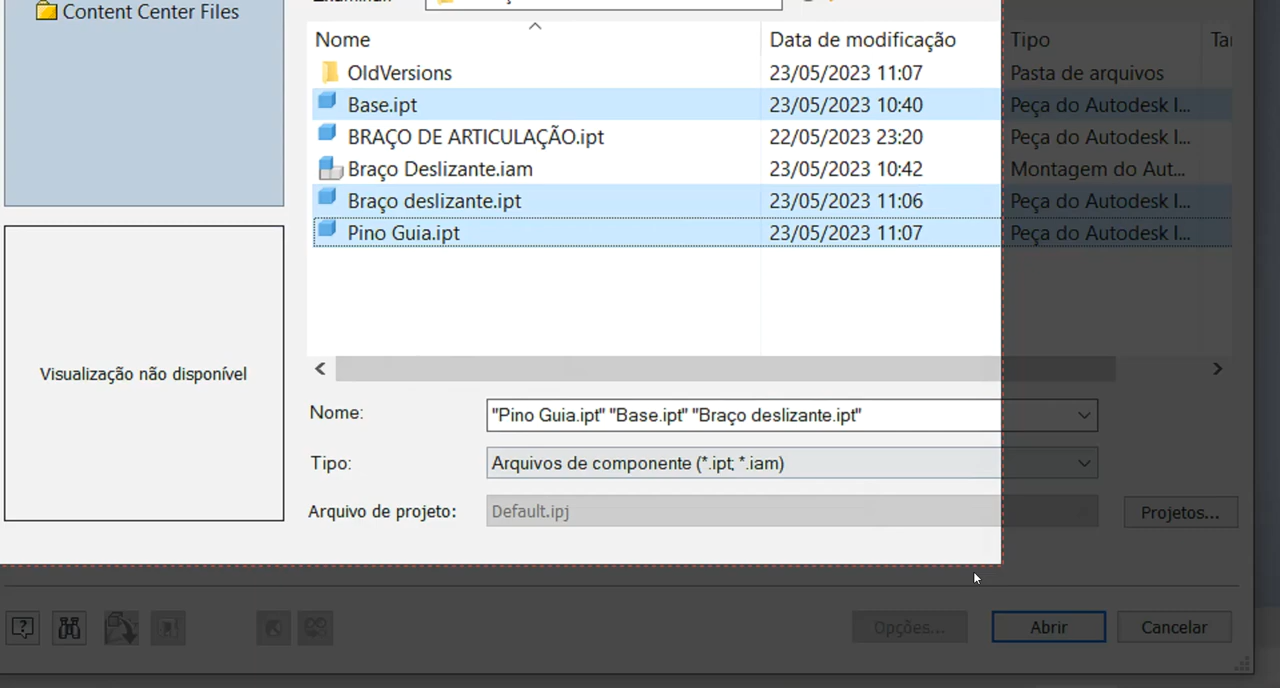 Content Center Files
Nome Data de modificação Tipo
OldVersions 23/05/2023 11:07 Pasta de arquivos
Base.ipt 23/05/2023 10:40 Peça do Autodesk I...
BRAÇO DE ARTICULAÇÃO.ipt 22/05/2023 23:20 Peça do Autodesk I...
Braço Deslizante.iam 23/05/2023 10:42 Montagem do Aut...
Braço deslizante.ipt 23/05/2023 11:06 Peça do Autodesk I...
Pino Guia.ipt 23/05/2023 11:07 Peça do Autodesk I...
Visualização não disponível
Nome: "Pino Guia.ipt" "Base.ipt" "Braço deslizante.ipt"
Tipo: Arquivos de componente (*.ipt; *.iam)
Arquivo de projeto: Default.ipj Projetos...
Opções... Abrir Cancelar